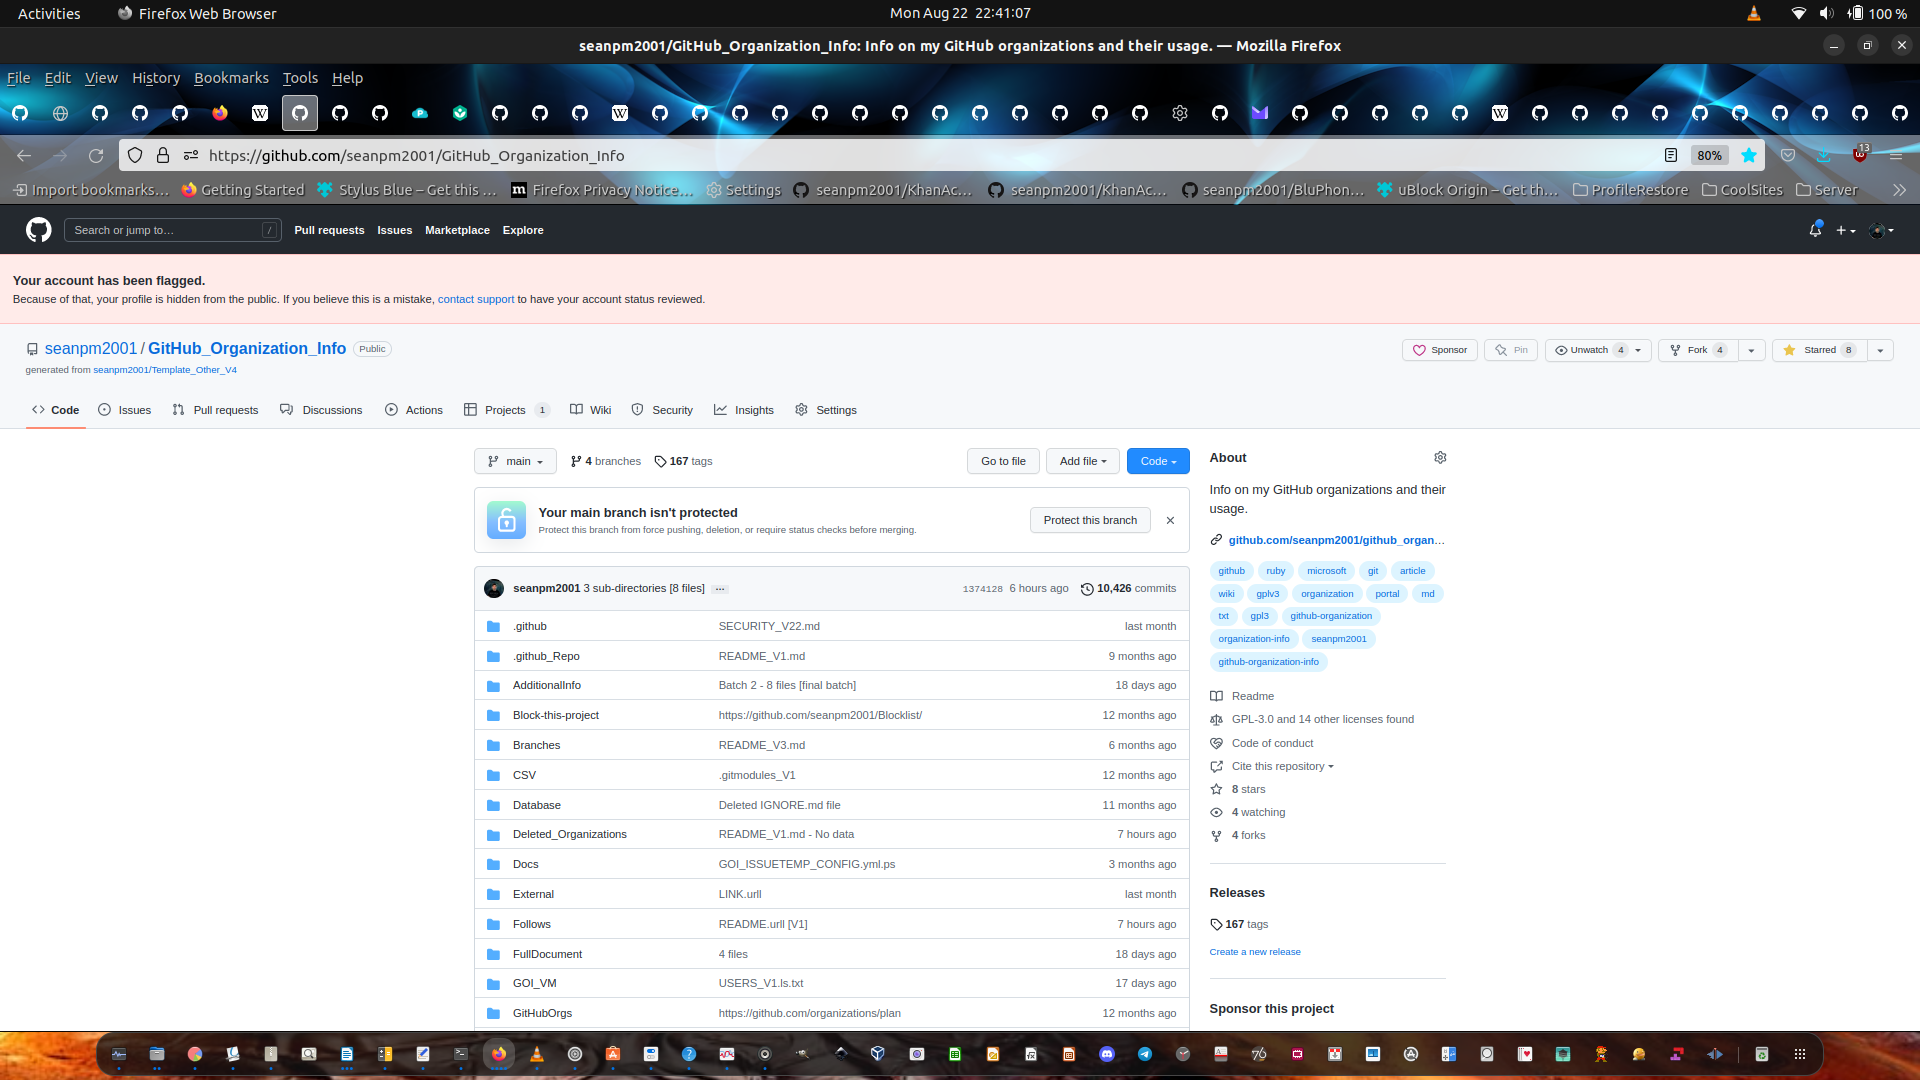 Activities
Firefox Web Browser
Mon Aug 22 22:41:07
100 %
seanpm2001/GitHub_Organization_Info: Info on my GitHub organizations and their usage. — Mozilla Firefox
File Edit View History Bookmarks Tools Help
https://github.com/seanpm2001/GitHub_Organization_Info
80%
13
Import bookmarks…
Getting Started
Stylus Blue – Get this …
Firefox Privacy Notice…
Settings
seanpm2001/KhanAc…
seanpm2001/KhanAc…
seanpm2001/BluPhon…
uBlock Origin – Get th…
ProfileRestore
CoolSites
Server
Search or jump to…
/
Pull requests
Issues
Marketplace
Explore
Your account has been flagged.
Because of that, your profile is hidden from the public. If you believe this is a mistake, contact support to have your account status reviewed.
seanpm2001 / GitHub_Organization_Info Public
generated from seanpm2001/Template_Other_V4
Sponsor
Pin
Unwatch 4
Fork 4
Starred 8
Code
Issues
Pull requests
Discussions
Actions
Projects 1
Wiki
Security
Insights
Settings
main
4 branches
167 tags
Go to file
Add file
Code
Your main branch isn't protected
Protect this branch from force pushing, deletion, or require status checks before merging.
Protect this branch
seanpm2001 3 sub-directories [8 files] …
1374128 6 hours ago
10,426 commits
.github SECURITY_V22.md last month
.github_Repo README_V1.md 9 months ago
AdditionalInfo Batch 2 - 8 files [final batch] 18 days ago
Block-this-project https://github.com/seanpm2001/Blocklist/ 12 months ago
Branches README_V3.md 6 months ago
CSV .gitmodules_V1 12 months ago
Database Deleted IGNORE.md file 11 months ago
Deleted_Organizations README_V1.md - No data 7 hours ago
Docs GOI_ISSUETEMP_CONFIG.yml.ps 3 months ago
External LINK.urll last month
Follows README.urll [V1] 7 hours ago
FullDocument 4 files 18 days ago
GOI_VM USERS_V1.ls.txt 17 days ago
GitHubOrgs https://github.com/organizations/plan 12 months ago
About
Info on my GitHub organizations and their
usage.
github.com/seanpm2001/github_organ…
github ruby microsoft git article
wiki gplv3 organization portal md
txt gpl3 github-organization
organization-info seanpm2001
github-organization-info
Readme
GPL-3.0 and 14 other licenses found
Code of conduct
Cite this repository
8 stars
4 watching
4 forks
Releases
167 tags
Create a new release
Sponsor this project